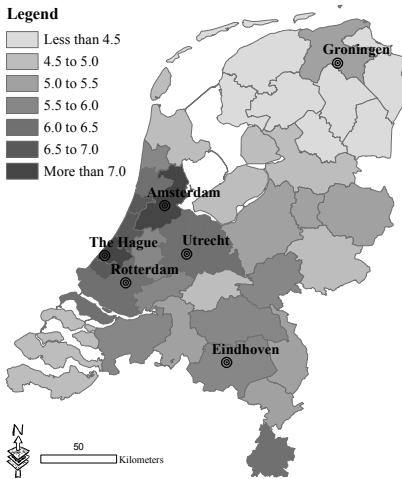 Legend
Less than 4.5
4.5 to 5.0
5.0 to 5.5
5.5 to 6.0
6.0 to 6.5
6.5 to 7.0
More than 7.0
Groningen
Amsterdam
The Hague
Utrecht
Rotterdam
Eindhoven
N
50
Kilometers